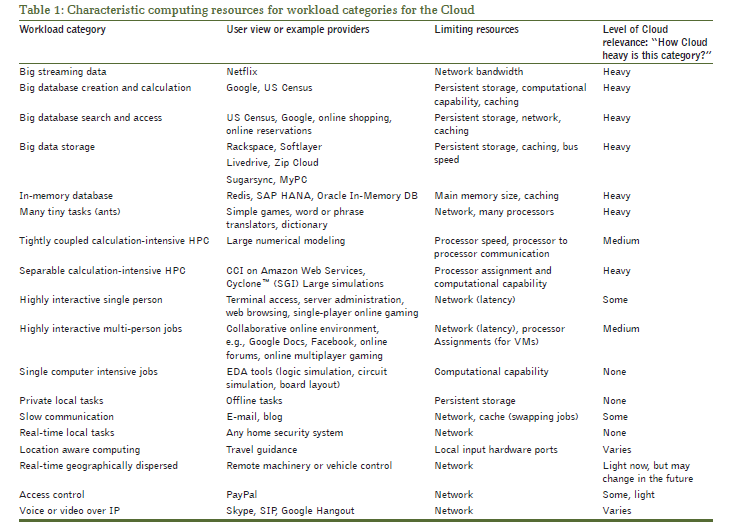 Table 1: Characteristic computing resources for workload categories for the Cloud
Workload category User view or example providers Limiting resources Level of Cloud
relevance: “How Cloud
heavy is this category?”
Big streaming data Netflix Network bandwidth Heavy
Big database creation and calculation Google, US Census Persistent storage, computational Heavy
capability, caching
Big database search and access US Census, Google, online shopping, Persistent storage, network, Heavy
online reservations caching
Big data storage Rackspace, Softlayer Persistent storage, caching, bus Heavy
Livedrive, Zip Cloud speed
Sugarsync, MyPC
In-memory database Redis, SAP HANA, Oracle In-Memory DB Main memory size, caching Heavy
Many tiny tasks (ants) Simple games, word or phrase Network, many processors Heavy
translators, dictionary
Tightly coupled calculation-intensive HPC Large numerical modeling Processor speed, processor to Medium
processor communication
Separable calculation-intensive HPC CCI on Amazon Web Services, Processor assignment and Heavy
Cyclone™ (SGI) Large simulations computational capability
Highly interactive single person Terminal access, server administration, Network (latency) Some
web browsing, single-player online gaming
Highly interactive multi-person jobs Collaborative online environment, Network (latency), processor Medium
e.g., Google Docs, Facebook, online Assignments (for VMs)
forums, online multiplayer gaming
Single computer intensive jobs EDA tools (logic simulation, circuit Computational capability None
simulation, board layout)
Private local tasks Offline tasks Persistent storage None
Slow communication E-mail, blog Network, cache (swapping jobs) Some
Real-time local tasks Any home security system Network None
Location aware computing Travel guidance Local input hardware ports Varies
Real-time geographically dispersed Remote machinery or vehicle control Network Light now, but may
change in the future
Access control PayPal Network Some, light
Voice or video over IP Skype, SIP, Google Hangout Network Varies